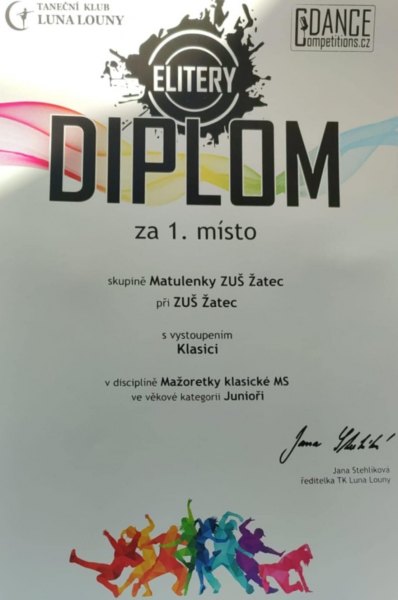 TANEČNÍ KLUB
LUNA LOUNY
DANCE
Competitions.cz
ELITERY
DIPLOM
za 1. místo
skupině Matulenky ZUŠ Žatec
při ZUŠ Žatec
s vystoupením
Klasici
v disciplině Mažoretky klasické MS
ve věkové kategorii Junioři
Jana Stehlíková
ředitelka TK Luna Louny